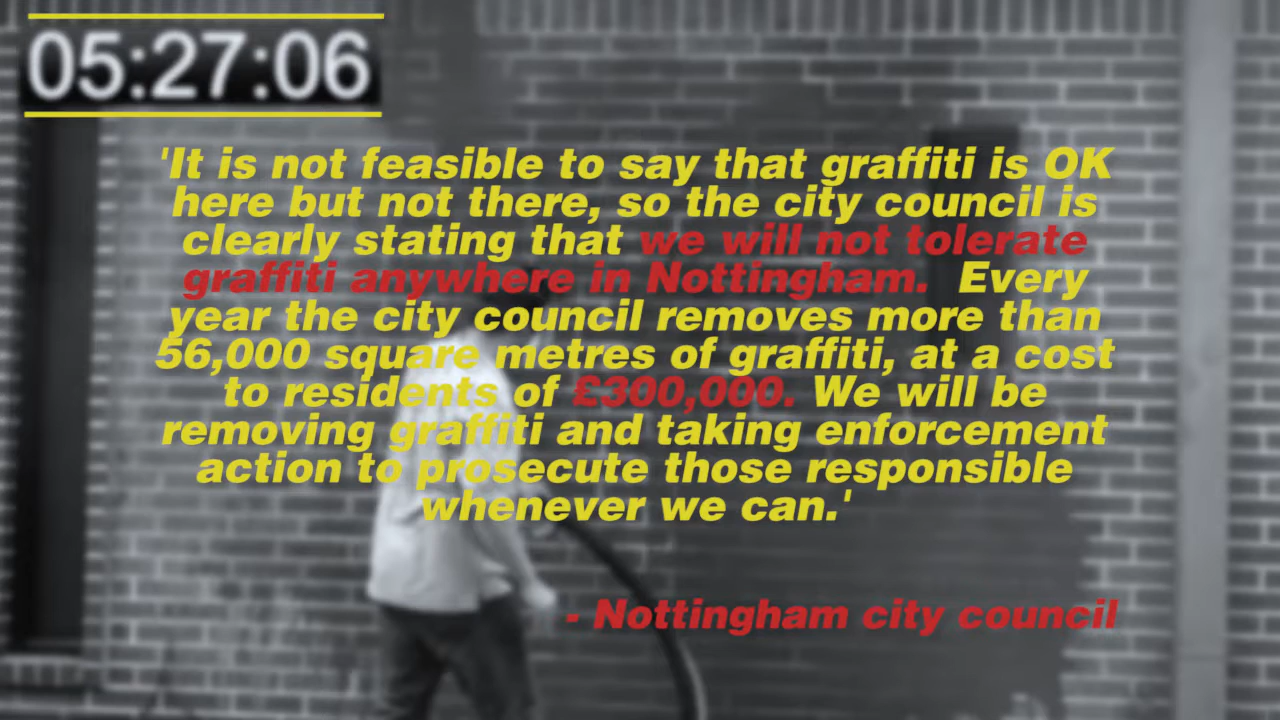 05:27:06
'It is not feasible to say that graffiti is OK
here but not there, so the city council is
clearly stating that we will not tolerate
graffiti anywhere in Nottingham. Every
year the city council removes more than
56,000 square metres of graffiti, at a cost
to residents of £300,000. We will be
removing graffiti and taking enforcement
action to prosecute those responsible
whenever we can.'
- Nottingham city council